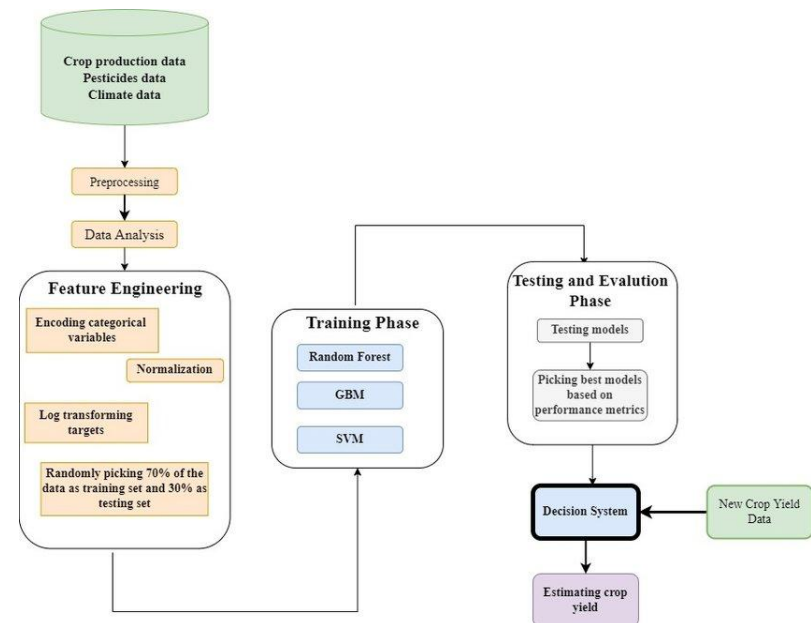 Crop production data
Pesticides data
Climate data
Preprocessing
Data Analysis
Feature Engineering
Encoding categorical
variables
Normalization
Log transforming
targets
Randomly picking 70% of the
data as training set and 30% as
testing set
Training Phase
Random Forest
GBM
SVM
Testing and Evalution
Phase
Testing models
Picking best models
based on
performance metrics
Decision System
New Crop Yield
Data
Estimating crop
yield